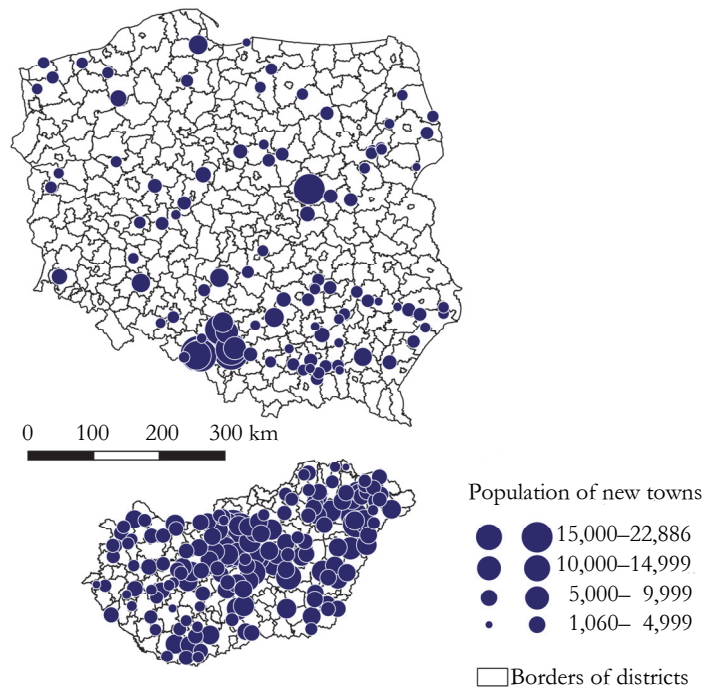 0 100 200 300 km
Population of new towns
15,000–22,886
10,000–14,999
5,000– 9,999
1,060– 4,999
Borders of districts